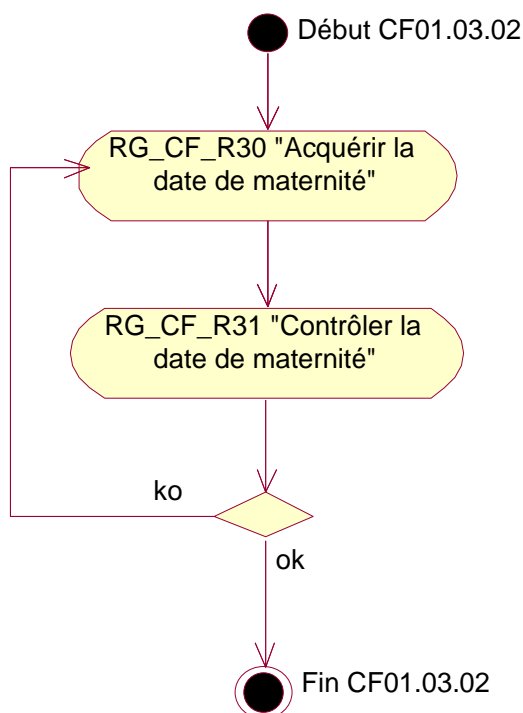 Début CF01.03.02
RG_CF_R30 "Acquérir la
date de maternité"
RG_CF_R31 "Contrôler la
date de maternité"
ko
ok
Fin CF01.03.02